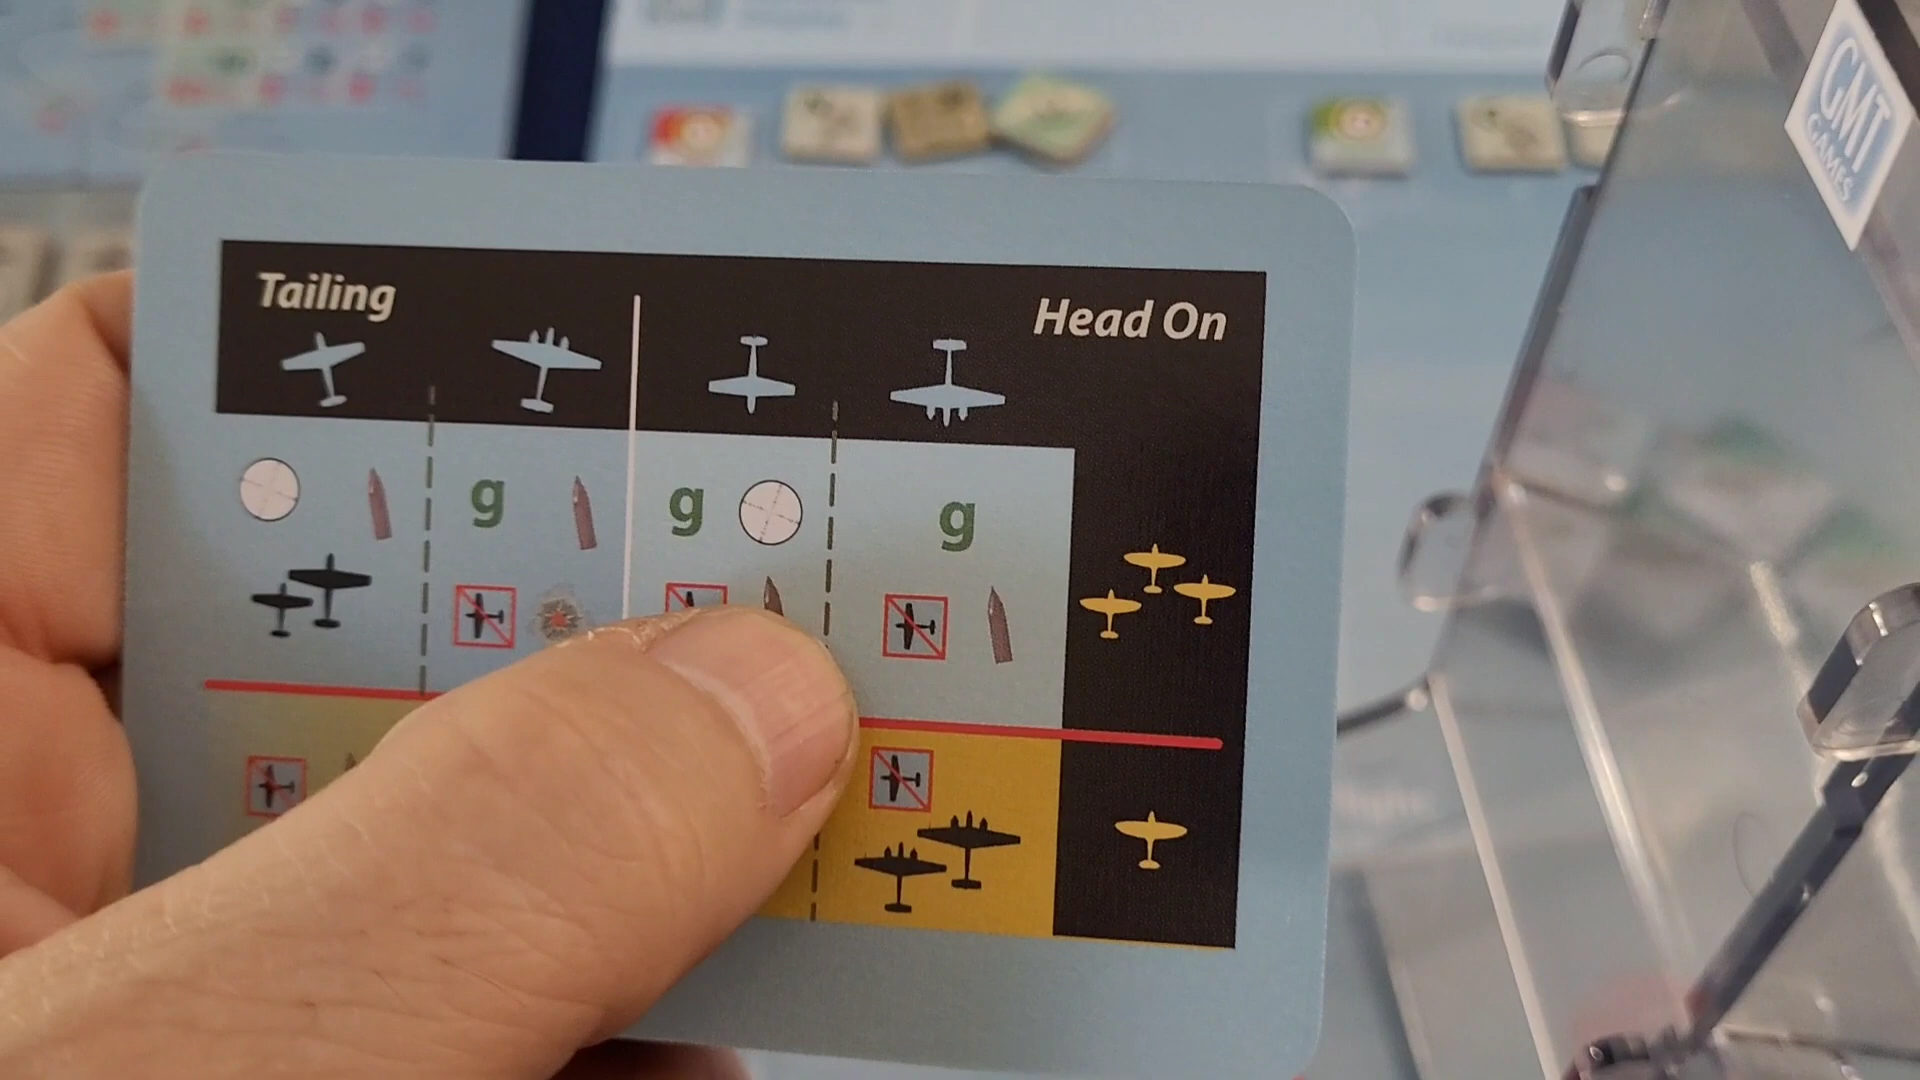 Tailing
Head On
g g g
GMT
GAMES